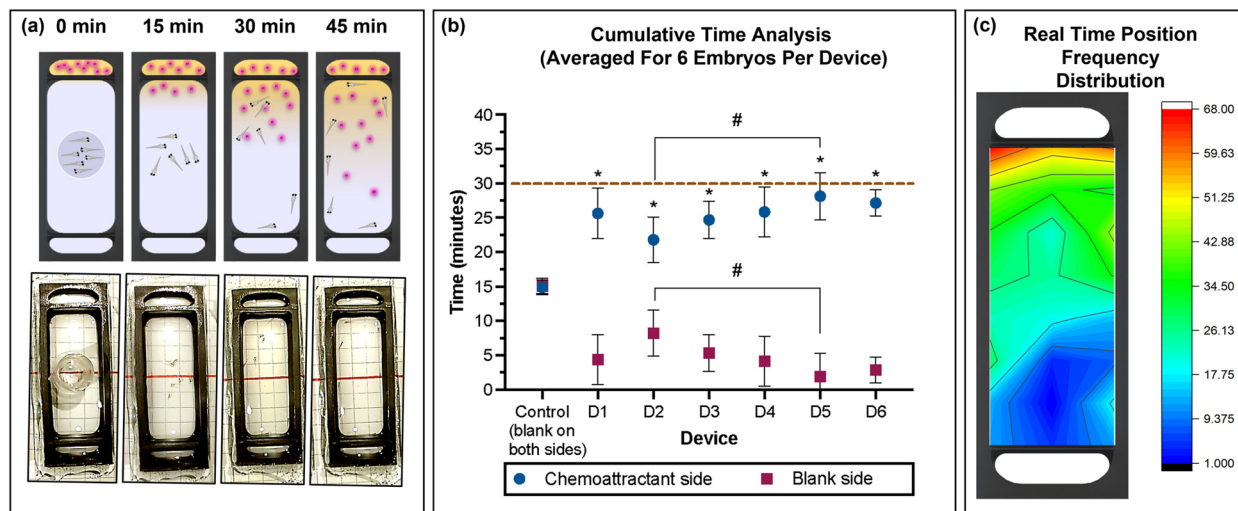 (a)
0 min 15 min 30 min 45 min
(b)
Cumulative Time Analysis
(Averaged For 6 Embryos Per Device)
Time (minutes)
40
35
30
25
20
15
10
5
0
#
#
* * * * * *
Control
(blank on
both sides)
D1 D2 D3 D4 D5 D6
Device
Chemoattractant side Blank side
(c)
Real Time Position
Frequency
Distribution
68.00
59.63
51.25
42.88
34.50
26.13
17.75
9.375
1.000